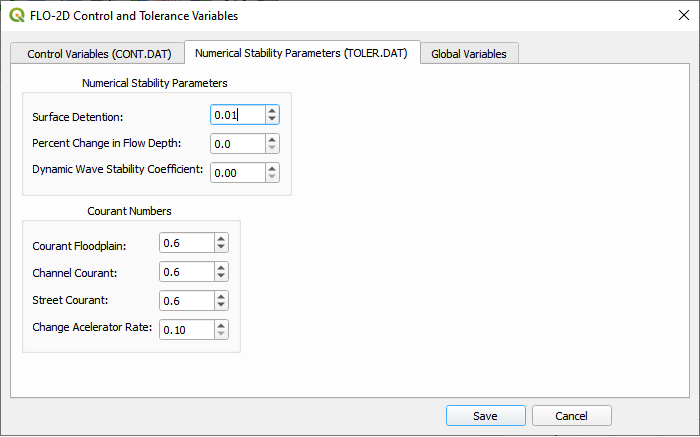 FLO-2D Control and Tolerance Variables
Control Variables (CONT.DAT) Numerical Stability Parameters (TOLER.DAT) Global Variables
Numerical Stability Parameters
Surface Detention: 0.01
Percent Change in Flow Depth: 0.0
Dynamic Wave Stability Coefficient: 0.00
Courant Numbers
Courant Floodplain: 0.6
Channel Courant: 0.6
Street Courant: 0.6
Change Acelerator Rate: 0.10
Save Cancel